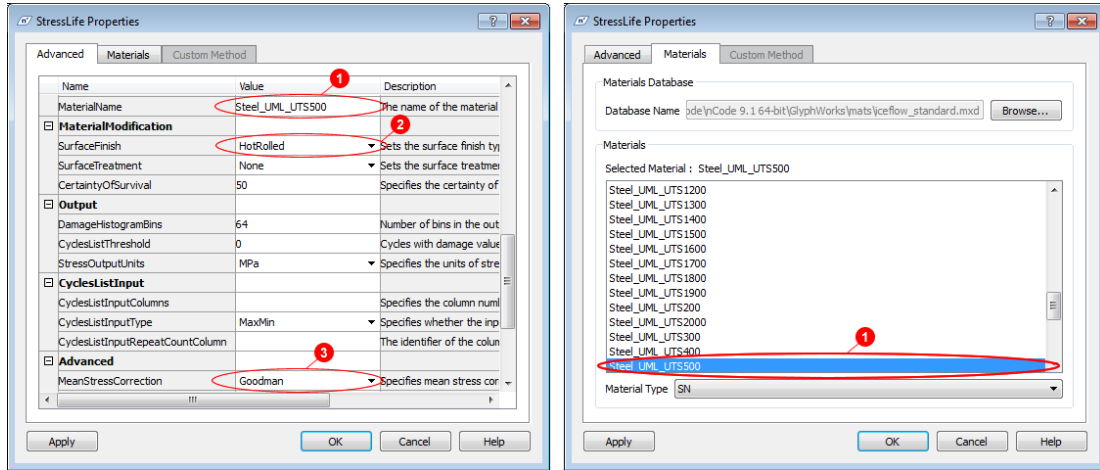 StressLife Properties
Advanced Materials Custom Method
Name Value Description
1
MaterialName Steel_UML_UTS500 The name of the material
MaterialModification
2
SurfaceFinish HotRolled Sets the surface finish typ
SurfaceTreatment None Sets the surface treatmen
CertaintyOfSurvival 50 Specifies the certainty of
Output
DamageHistogramBins 64 Number of bins in the out
CyclesListThreshold 0 Cycles with damage value
StressOutputUnits MPa Specifies the units of stre
CyclesListInput
CyclesListInputColumns Specifies the column numl
CyclesListInputType MaxMin Specifies whether the inp
CyclesListInputRepeatCountColumn The identifier of the colun
3
Advanced
MeanStressCorrection Goodman Specifies mean stress cor
Apply OK Cancel Help
StressLife Properties
Advanced Materials Custom Method
Materials Database
Database Name ode\nCode 9.1 64-bit\GlyphWorks\mats\iceflow_standard.mxd Browse...
Materials
Selected Material : Steel_UML_UTS500
Steel_UML_UTS1200
Steel_UML_UTS1300
Steel_UML_UTS1400
Steel_UML_UTS1500
Steel_UML_UTS1600
Steel_UML_UTS1700
Steel_UML_UTS1800
Steel_UML_UTS1900
Steel_UML_UTS200
Steel_UML_UTS2000
Steel_UML_UTS300
Steel_UML_UTS400
1
Steel_UML_UTS500
Material Type SN
Apply OK Cancel Help